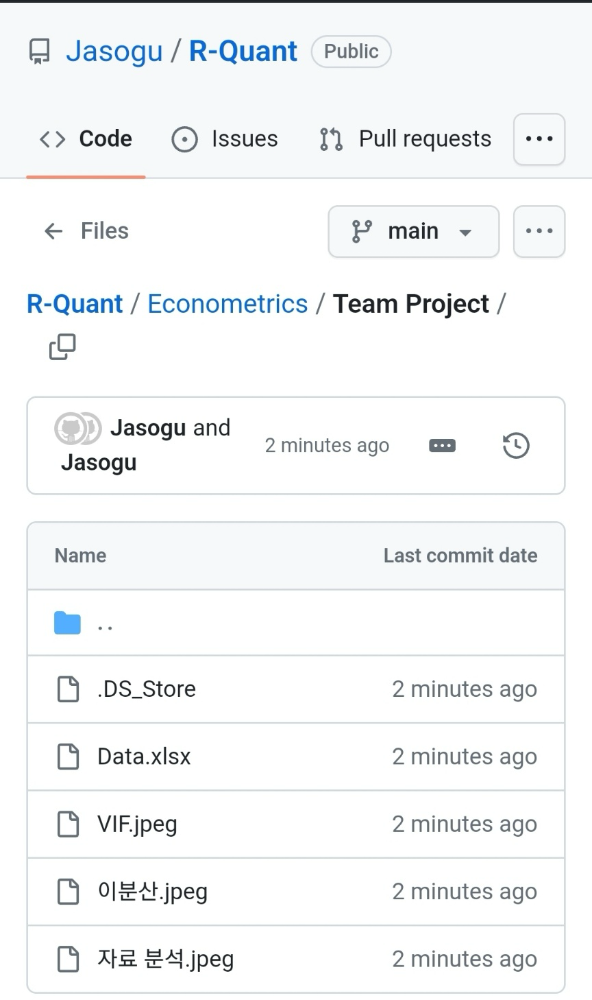 Jasogu / R-Quant Public
Code Issues Pull requests
Files main
R-Quant / Econometrics / Team Project /
Jasogu and
Jasogu 2 minutes ago
Name Last commit date
..
.DS_Store 2 minutes ago
Data.xlsx 2 minutes ago
VIF.jpeg 2 minutes ago
이분산.jpeg 2 minutes ago
자료 분석.jpeg 2 minutes ago